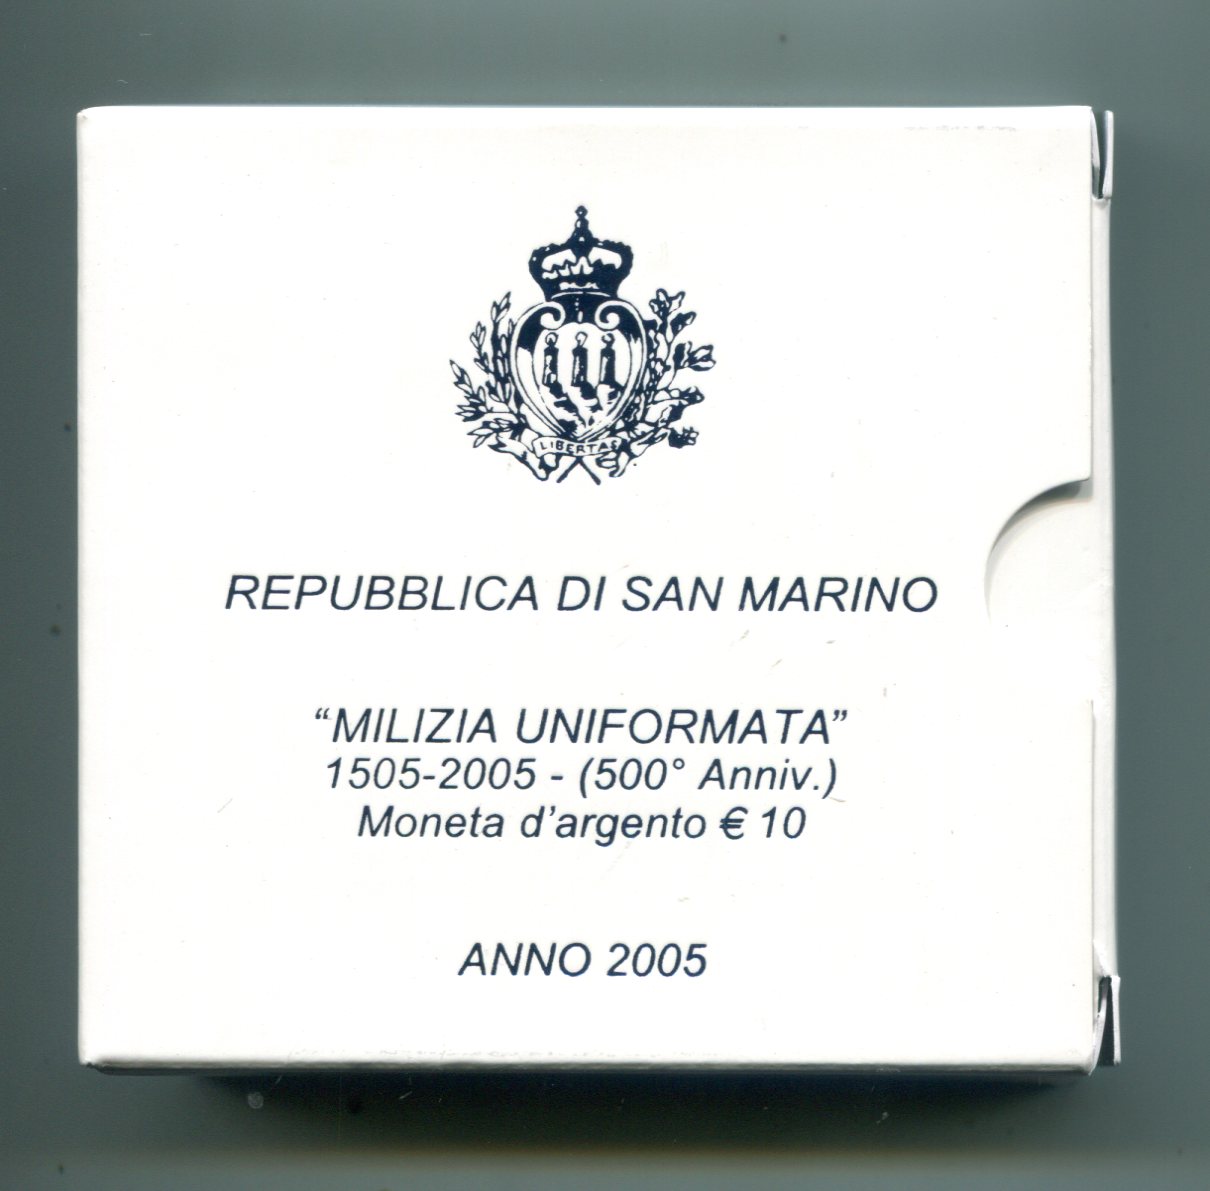 LIBERTAS
REPUBBLICA DI SAN MARINO
“MILIZIA UNIFORMATA”
1505-2005 - (500° Anniv.)
Moneta d’argento € 10
ANNO 2005